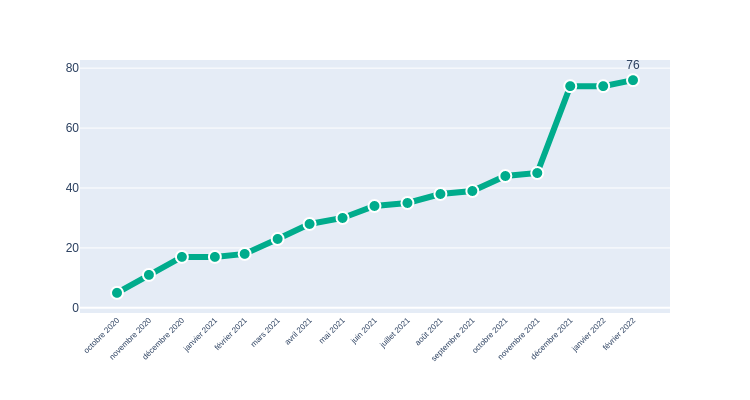 80
76
60
40
20
0
octobre 2020
novembre 2020
décembre 2020
janvier 2021
février 2021
mars 2021
avril 2021
mai 2021
juin 2021
juillet 2021
août 2021
septembre 2021
octobre 2021
novembre 2021
décembre 2021
janvier 2022
février 2022